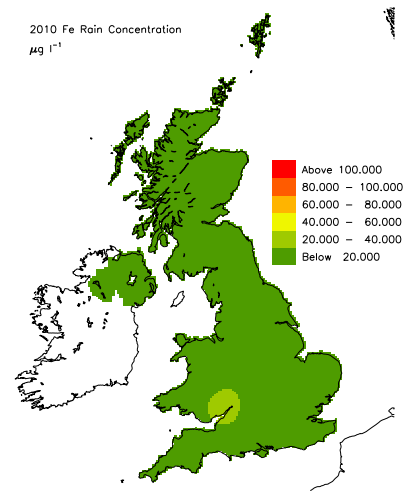 2010 Fe Rain Concentration
µg l⁻¹
Above 100.000
80.000 – 100.000
60.000 – 80.000
40.000 – 60.000
20.000 – 40.000
Below 20.000